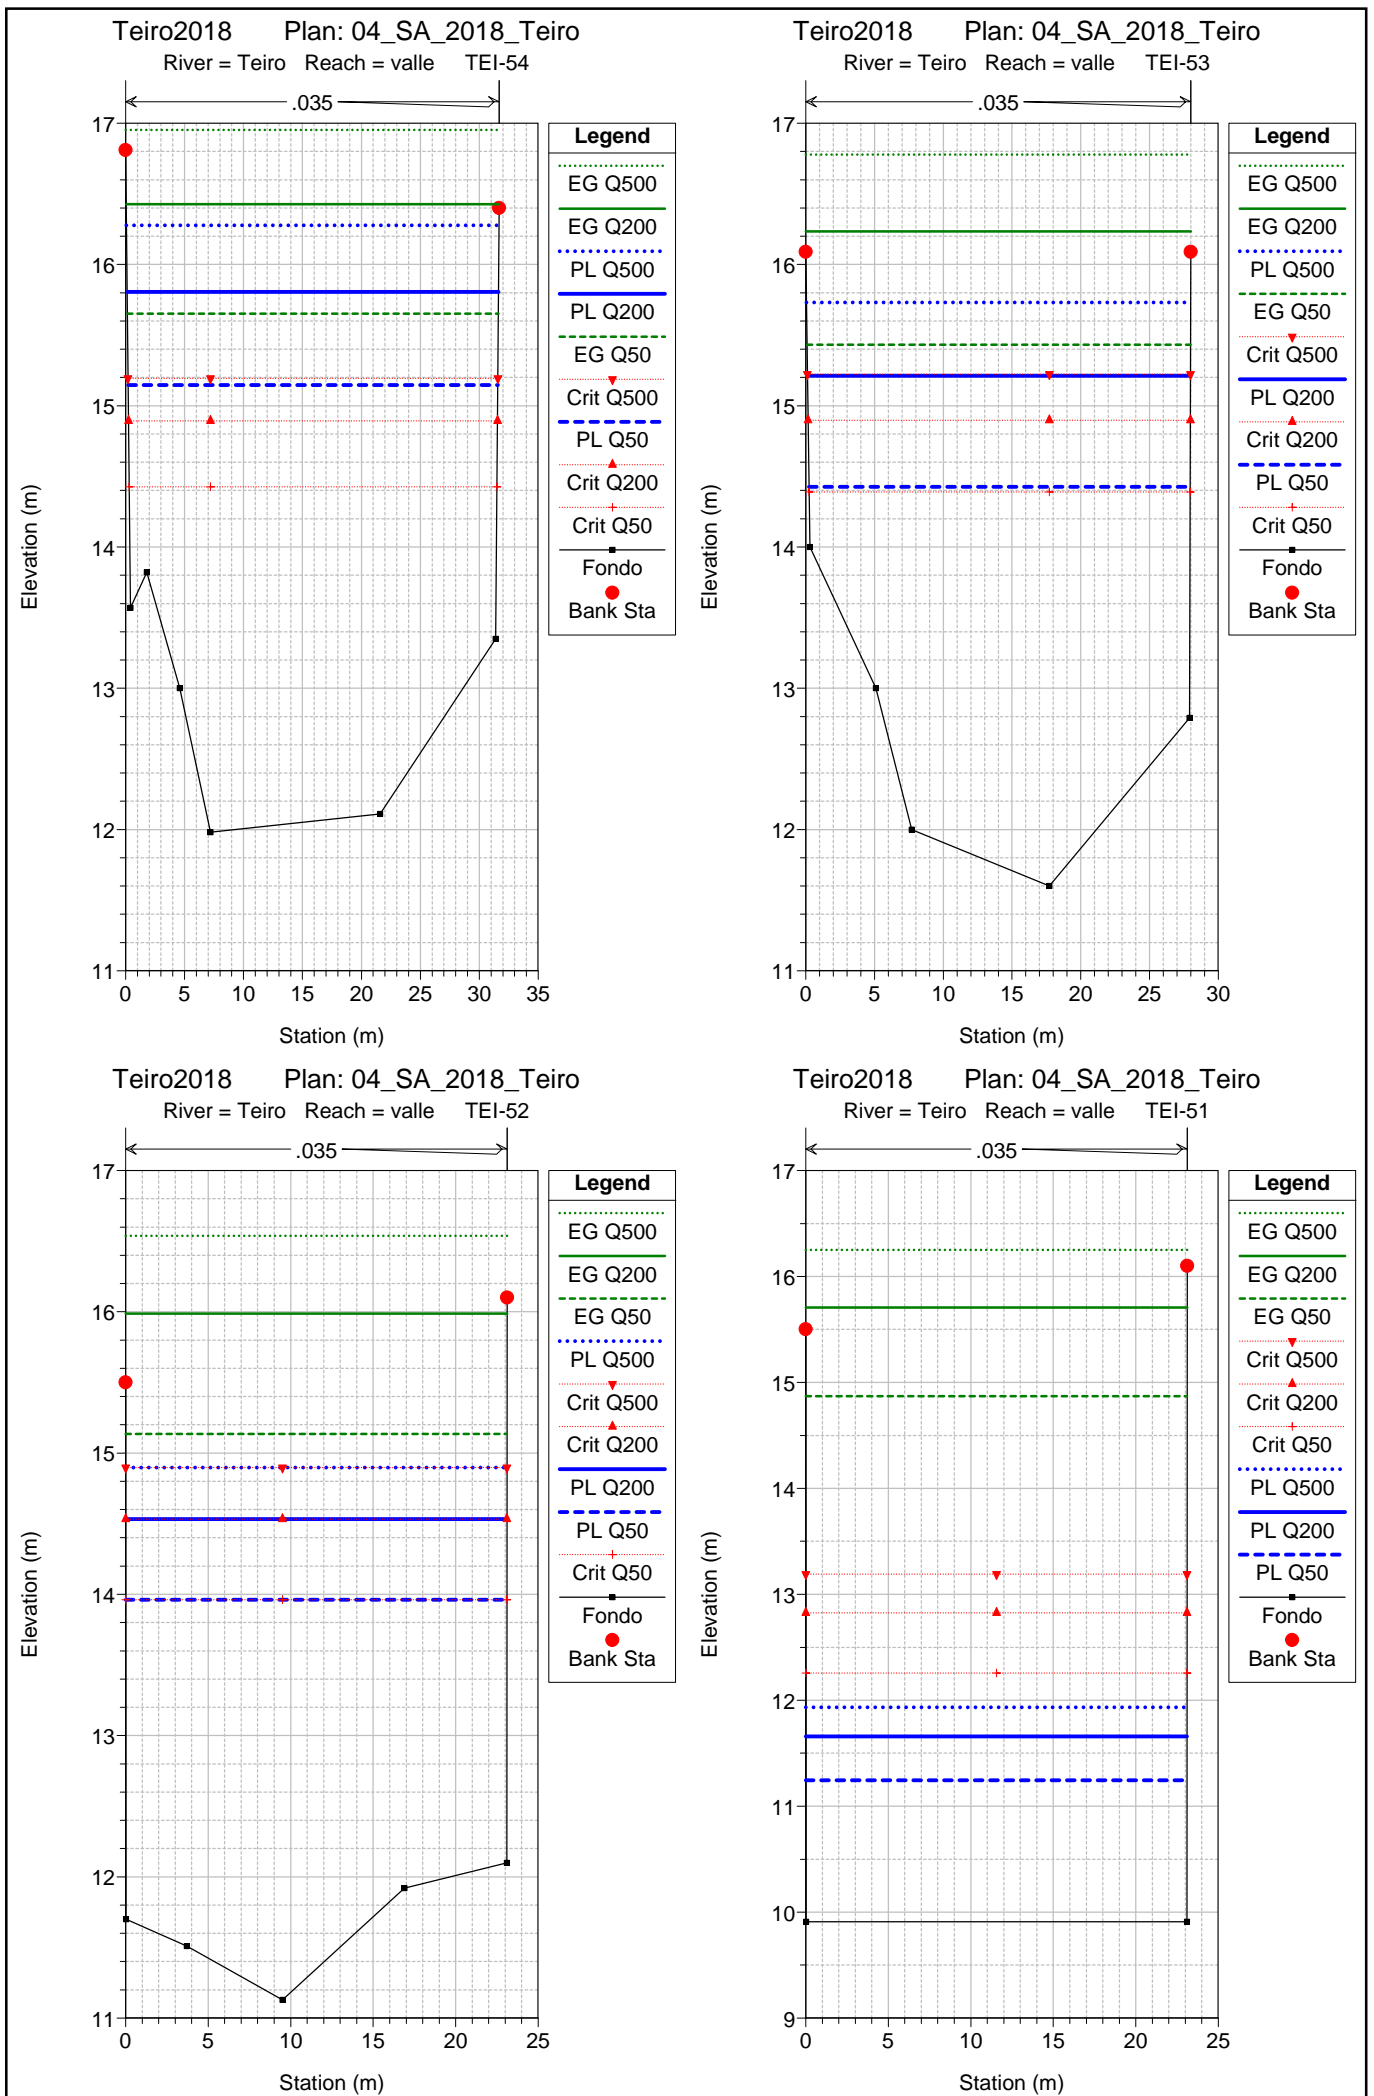 Teiro2018 Plan: 04_SA_2018_Teiro
River = Teiro Reach = valle TEI-54
.035
17
16
15
14
13
12
11
Elevation (m)
0 5 10 15 20 25 30 35
Station (m)
Legend
EG Q500
EG Q200
PL Q500
PL Q200
EG Q50
Crit Q500
PL Q50
Crit Q200
Crit Q50
Fondo
Bank Sta
Teiro2018 Plan: 04_SA_2018_Teiro
River = Teiro Reach = valle TEI-53
.035
17
16
15
14
13
12
11
Elevation (m)
0 5 10 15 20 25 30
Station (m)
Legend
EG Q500
EG Q200
PL Q500
EG Q50
Crit Q500
PL Q200
Crit Q200
PL Q50
Crit Q50
Fondo
Bank Sta
Teiro2018 Plan: 04_SA_2018_Teiro
River = Teiro Reach = valle TEI-52
.035
17
16
15
14
13
12
11
Elevation (m)
0 5 10 15 20 25
Station (m)
Legend
EG Q500
EG Q200
EG Q50
PL Q500
Crit Q500
Crit Q200
PL Q200
PL Q50
Crit Q50
Fondo
Bank Sta
Teiro2018 Plan: 04_SA_2018_Teiro
River = Teiro Reach = valle TEI-51
.035
17
16
15
14
13
12
11
10
9
Elevation (m)
0 5 10 15 20 25
Station (m)
Legend
EG Q500
EG Q200
EG Q50
Crit Q500
Crit Q200
Crit Q50
PL Q500
PL Q200
PL Q50
Fondo
Bank Sta